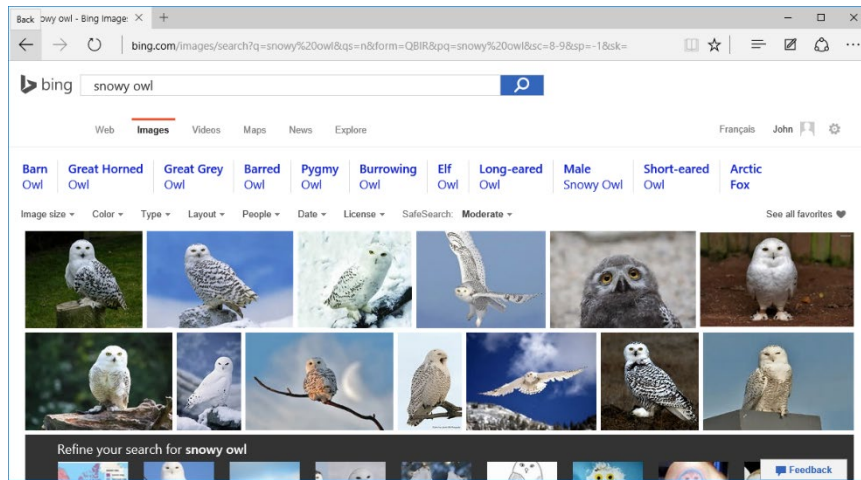 Back
owy owl - Bing Image:
bing.com/images/search?q=snowy%20owl&qs=n&form=QBIR&pq=snowy%20owl&sc=8-9&sp=-1&sk=
bing snowy owl
Web Images Videos Maps News Explore Français John
Barn Owl
Great Horned Owl
Great Grey Owl
Barred Owl
Pygmy Owl
Burrowing Owl
Elf Owl
Long-eared Owl
Male Snowy Owl
Short-eared Owl
Arctic Fox
Image size Color Type Layout People Date License SafeSearch: Moderate See all favorites
Refine your search for snowy owl
Feedback